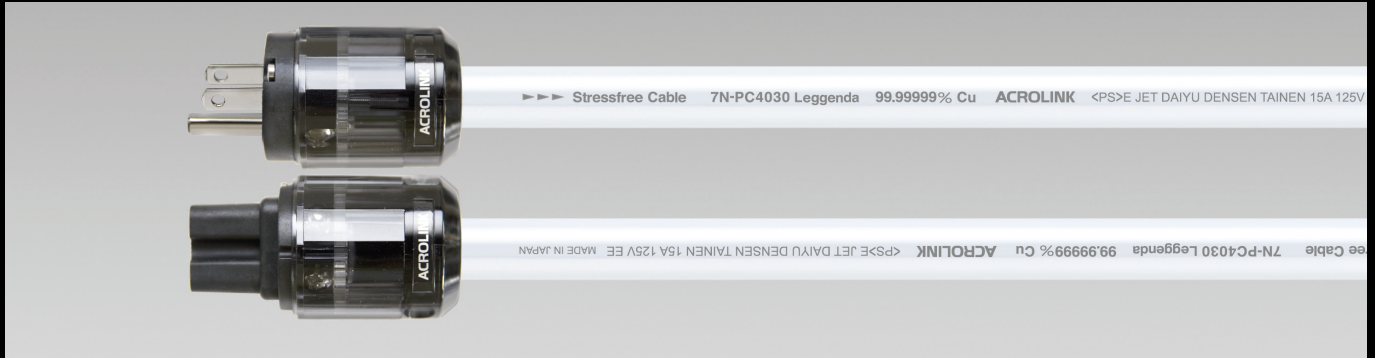 ACROLINK
►►► Stressfree Cable 7N-PC4030 Leggenda 99.99999% Cu ACROLINK <PS>E JET DAIYU DENSEN TAINEN 15A 125V
ACROLINK
ree Cable 7N-PC4030 Leggenda 99.99999% Cu ACROLINK <PS>E JET DAIYU DENSEN TAINEN 15A 125V EE MADE IN JAPAN